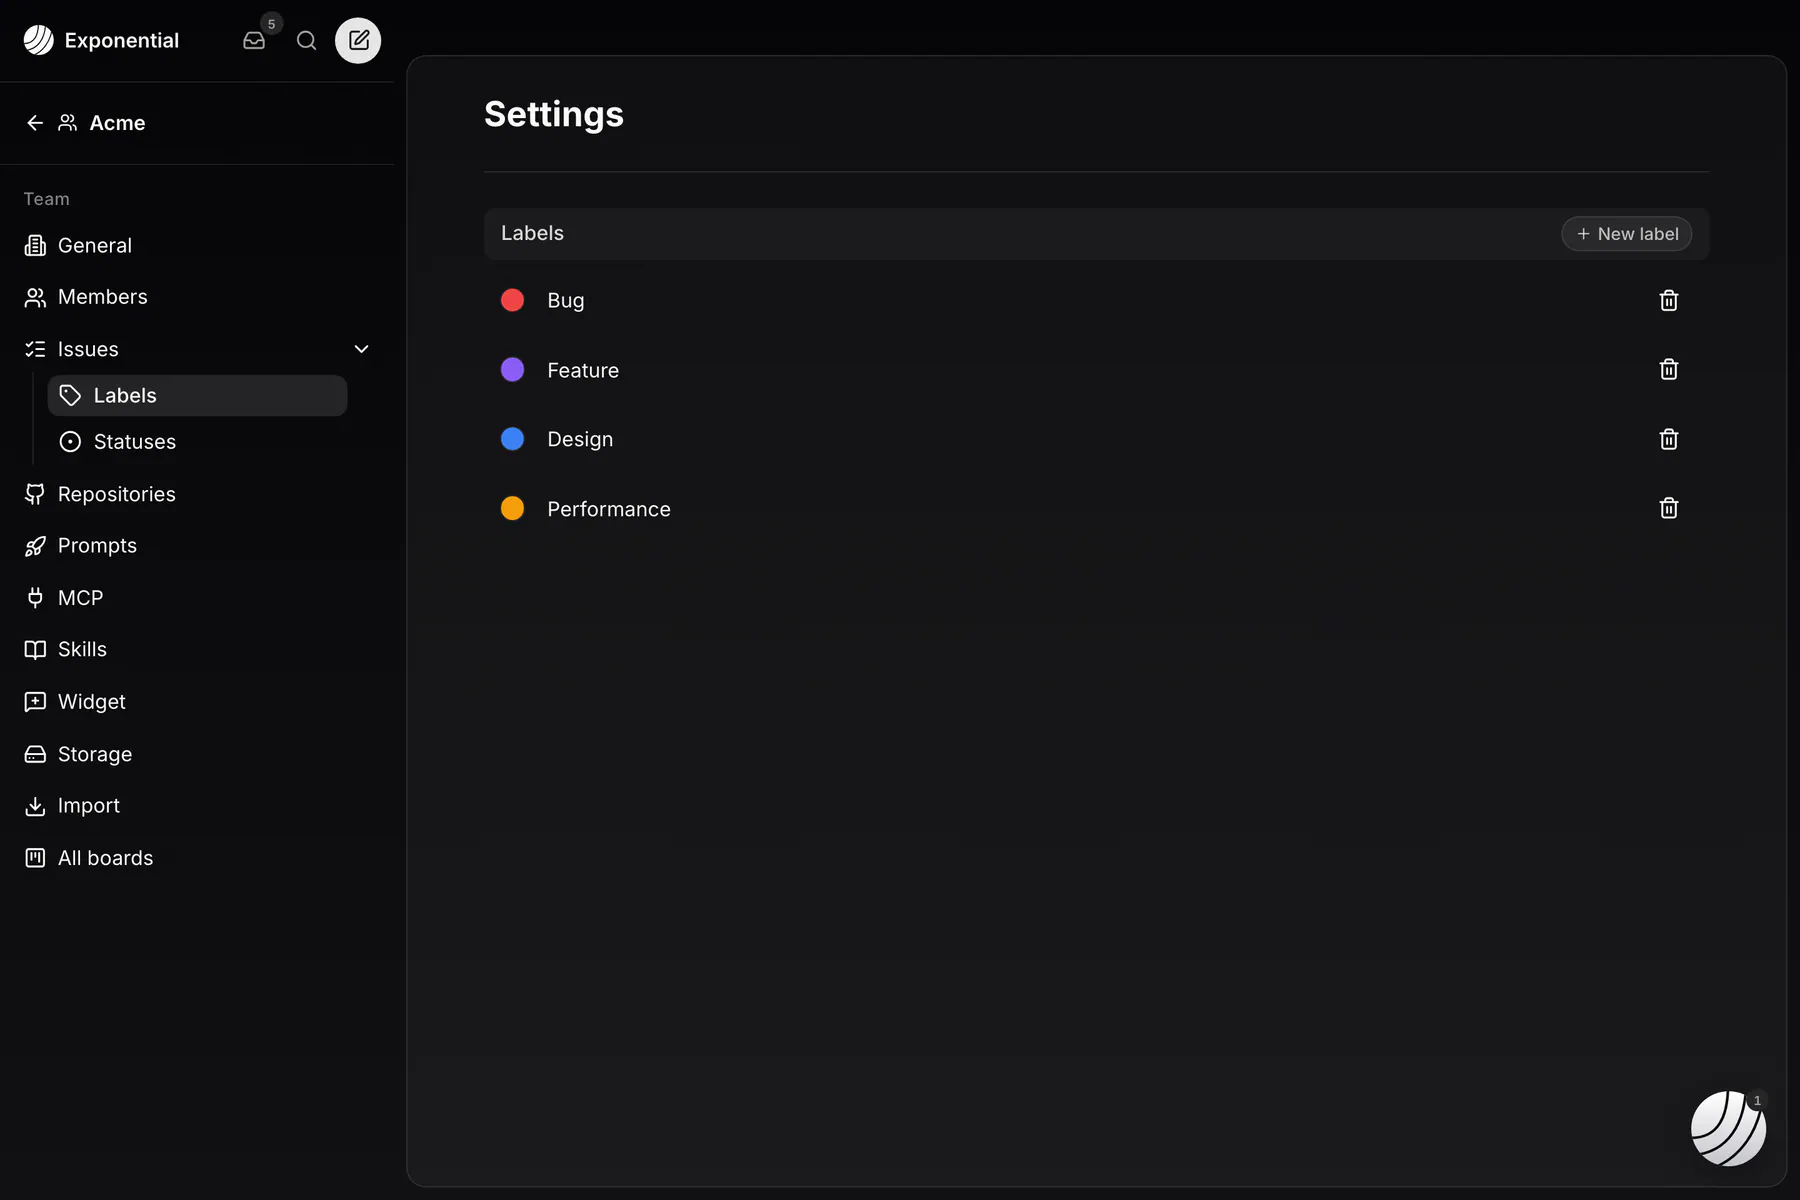 Exponential
5
Acme
Team
General
Members
Issues
Labels
Statuses
Repositories
Prompts
MCP
Skills
Widget
Storage
Import
All boards
Settings
Labels
New label
Bug
Feature
Design
Performance
1